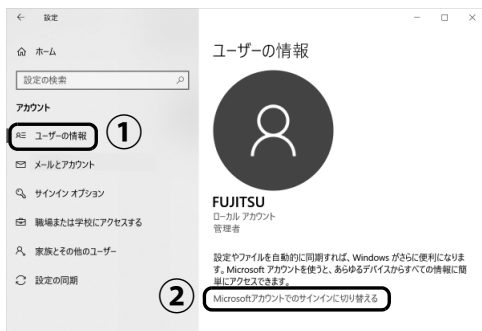 ← 設定
ホーム
設定の検索
アカウント
ユーザーの情報
①
メールとアカウント
サインイン オプション
職場または学校にアクセスする
家族とその他のユーザー
設定の同期
ユーザーの情報
FUJITSU
ローカル アカウント
管理者
設定やファイルを自動的に同期すれば、Windows がさらに便利になりま
す。Microsoft アカウントを使うと、あらゆるデバイスからすべての情報に簡
単にアクセスできます。
②
Microsoftアカウントでのサインインに切り替える